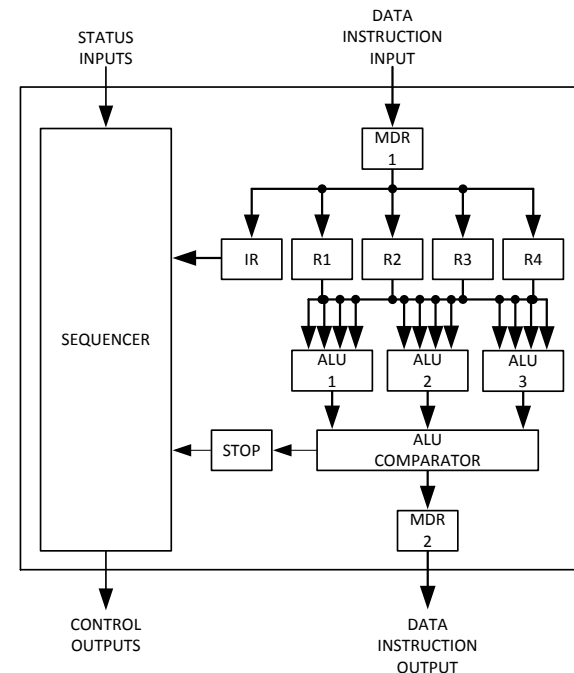 STATUS
INPUTS
DATA
INSTRUCTION
INPUT
MDR
1
IR
R1
R2
R3
R4
SEQUENCER
ALU
1
ALU
2
ALU
3
STOP
ALU
COMPARATOR
MDR
2
CONTROL
OUTPUTS
DATA
INSTRUCTION
OUTPUT